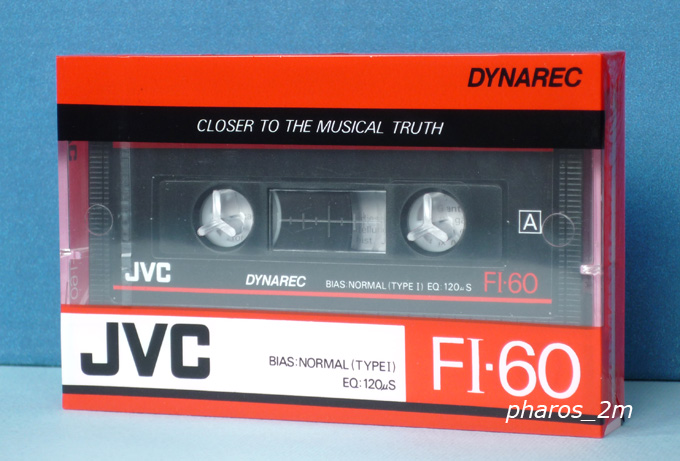 DYNAREC
CLOSER TO THE MUSICAL TRUTH
A
JVC
DYNAREC
BIAS:NORMAL (TYPE I) EQ 120µS
FI·60
JVC
BIAS:NORMAL (TYPE I)
EQ:120µS
FI·60
pharos_2m